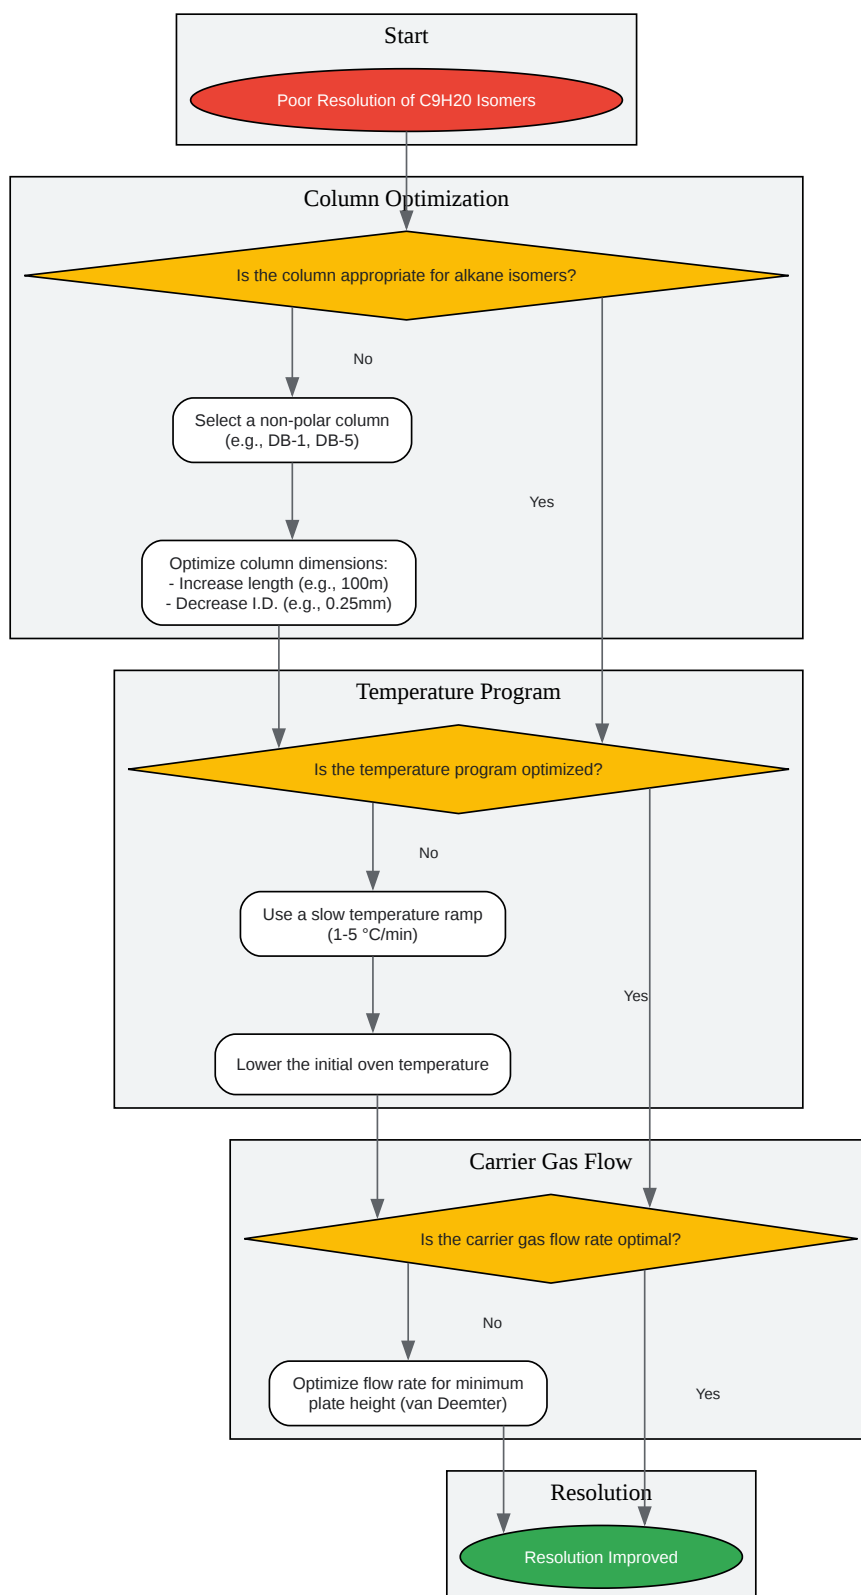 Start
Poor Resolution of C9H20 Isomers
Column Optimization
Is the column appropriate for alkane isomers?
No
Select a non-polar column
(e.g., DB-1, DB-5)
Yes
Optimize column dimensions:
- Increase length (e.g., 100m)
- Decrease I.D. (e.g., 0.25mm)
Temperature Program
Is the temperature program optimized?
No
Use a slow temperature ramp
(1-5 °C/min)
Yes
Lower the initial oven temperature
Carrier Gas Flow
Is the carrier gas flow rate optimal?
No
Optimize flow rate for minimum
plate height (van Deemter)
Yes
Resolution
Resolution Improved